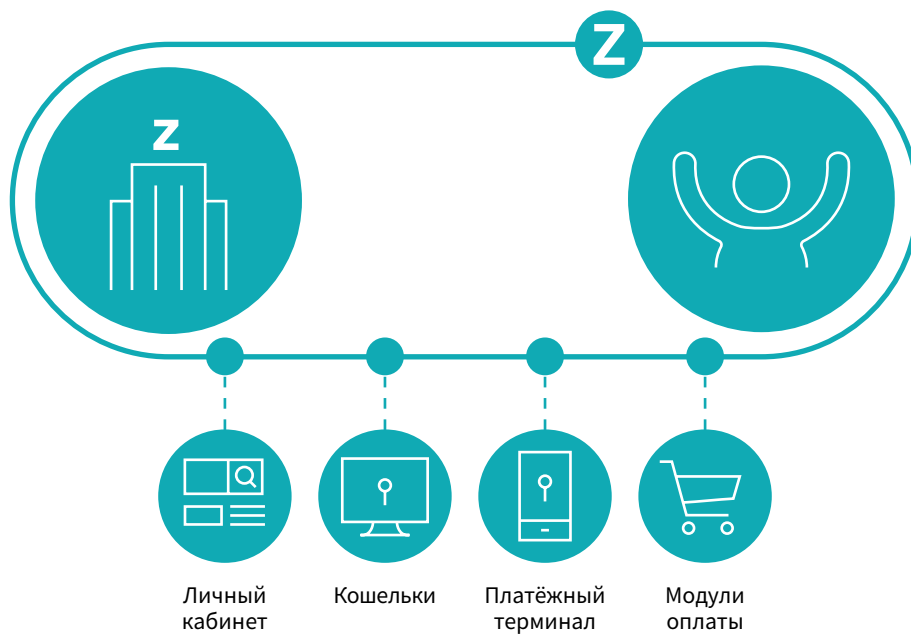 Z
Z
Личный
кабинет
Кошельки
Платёжный
терминал
Модули
оплаты